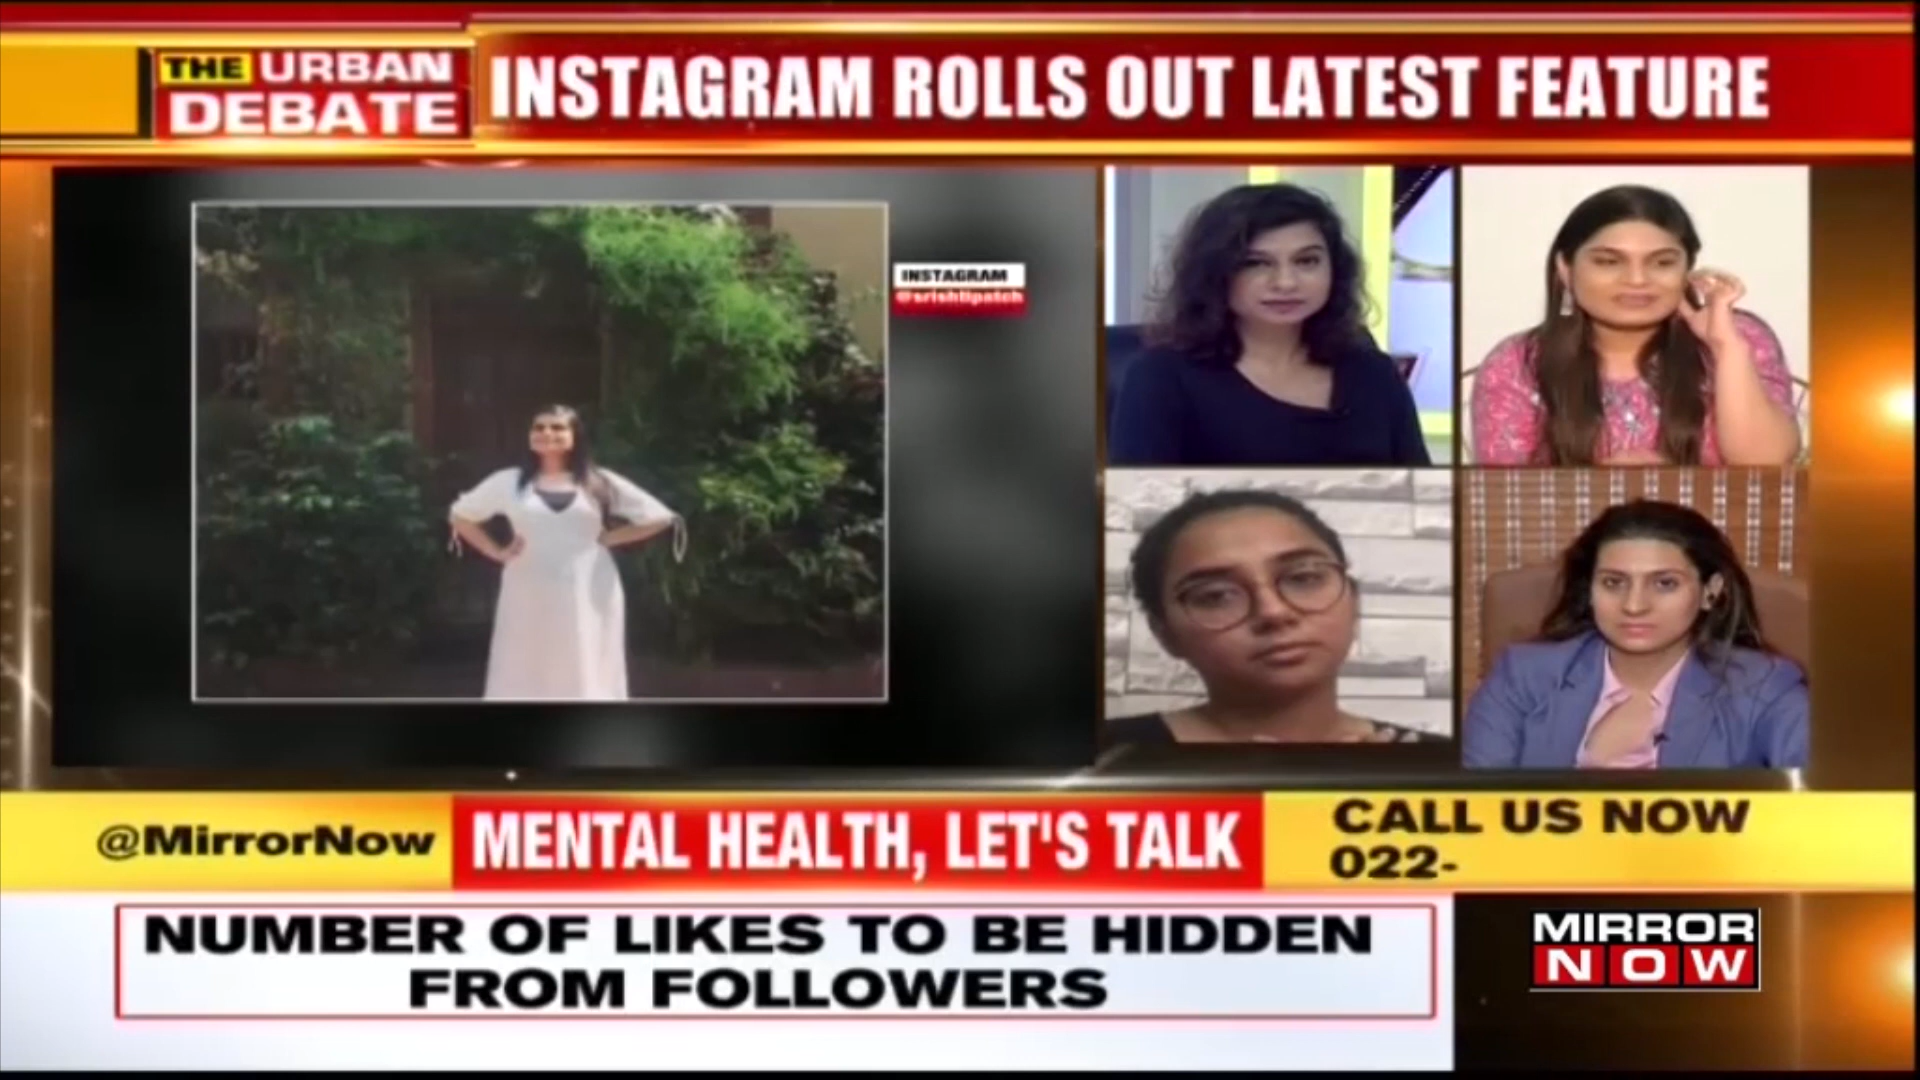 THE URBAN
DEBATE
INSTAGRAM ROLLS OUT LATEST FEATURE
INSTAGRAM
@MirrorNow
MENTAL HEALTH, LET'S TALK
CALL US NOW
022-
NUMBER OF LIKES TO BE HIDDEN
FROM FOLLOWERS
MIRROR
NOW